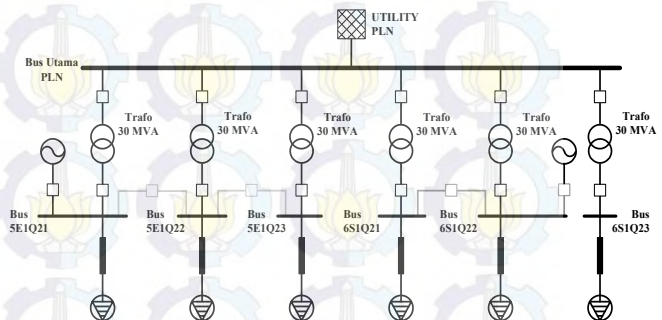 UTILITY
PLN
Bus Utama
PLN
Trafo
30 MVA
Trafo
30 MVA
Trafo
30 MVA
Trafo
30 MVA
Trafo
30 MVA
Trafo
30 MVA
Bus
5E1Q21
Bus
5E1Q22
Bus
5E1Q23
Bus
6S1Q21
Bus
6S1Q22
Bus
6S1Q23